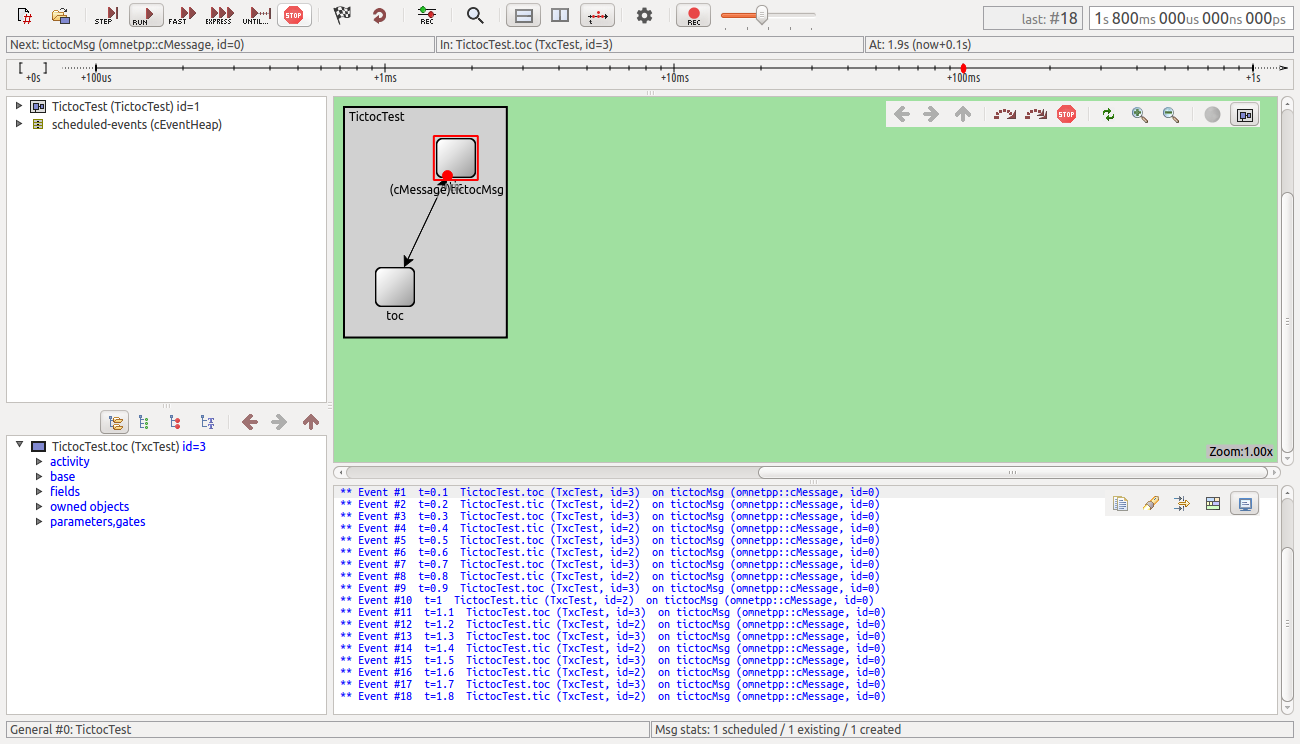 STEP RUN FAST EXPRESS UNTIL... STOP REC REC last: #18 1s 800ms 000us 000ns 000ps
Next: tictocMsg (omnetpp::cMessage, id=0) In: TictocTest.toc (TxcTest, id=3) At: 1.9s (now+0.1s)
[ ]
+0s +100us +1ms +10ms +100ms +1s
TictocTest (TictocTest) id=1
scheduled-events (cEventHeap)
TictocTest
STOP
(cMessage)tictocMsg
toc
Zoom:1.00x
TictocTest.toc (TxcTest) id=3
activity
base
fields
owned objects
parameters,gates
** Event #1 t=0.1 TictocTest.toc (TxcTest, id=3) on tictocMsg (omnetpp::cMessage, id=0)
** Event #2 t=0.2 TictocTest.tic (TxcTest, id=2) on tictocMsg (omnetpp::cMessage, id=0)
** Event #3 t=0.3 TictocTest.toc (TxcTest, id=3) on tictocMsg (omnetpp::cMessage, id=0)
** Event #4 t=0.4 TictocTest.tic (TxcTest, id=2) on tictocMsg (omnetpp::cMessage, id=0)
** Event #5 t=0.5 TictocTest.toc (TxcTest, id=3) on tictocMsg (omnetpp::cMessage, id=0)
** Event #6 t=0.6 TictocTest.tic (TxcTest, id=2) on tictocMsg (omnetpp::cMessage, id=0)
** Event #7 t=0.7 TictocTest.toc (TxcTest, id=3) on tictocMsg (omnetpp::cMessage, id=0)
** Event #8 t=0.8 TictocTest.tic (TxcTest, id=2) on tictocMsg (omnetpp::cMessage, id=0)
** Event #9 t=0.9 TictocTest.toc (TxcTest, id=3) on tictocMsg (omnetpp::cMessage, id=0)
** Event #10 t=1 TictocTest.tic (TxcTest, id=2) on tictocMsg (omnetpp::cMessage, id=0)
** Event #11 t=1.1 TictocTest.toc (TxcTest, id=3) on tictocMsg (omnetpp::cMessage, id=0)
** Event #12 t=1.2 TictocTest.tic (TxcTest, id=2) on tictocMsg (omnetpp::cMessage, id=0)
** Event #13 t=1.3 TictocTest.toc (TxcTest, id=3) on tictocMsg (omnetpp::cMessage, id=0)
** Event #14 t=1.4 TictocTest.tic (TxcTest, id=2) on tictocMsg (omnetpp::cMessage, id=0)
** Event #15 t=1.5 TictocTest.toc (TxcTest, id=3) on tictocMsg (omnetpp::cMessage, id=0)
** Event #16 t=1.6 TictocTest.tic (TxcTest, id=2) on tictocMsg (omnetpp::cMessage, id=0)
** Event #17 t=1.7 TictocTest.toc (TxcTest, id=3) on tictocMsg (omnetpp::cMessage, id=0)
** Event #18 t=1.8 TictocTest.tic (TxcTest, id=2) on tictocMsg (omnetpp::cMessage, id=0)
General #0: TictocTest Msg stats: 1 scheduled / 1 existing / 1 created